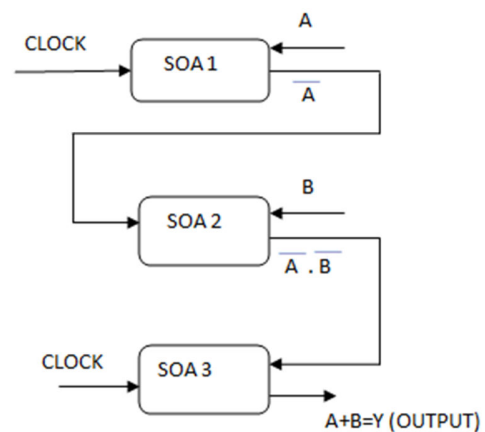 A
CLOCK
SOA 1
A̅
B
SOA 2
A̅ . B̅
CLOCK
SOA 3
A+B=Y (OUTPUT)